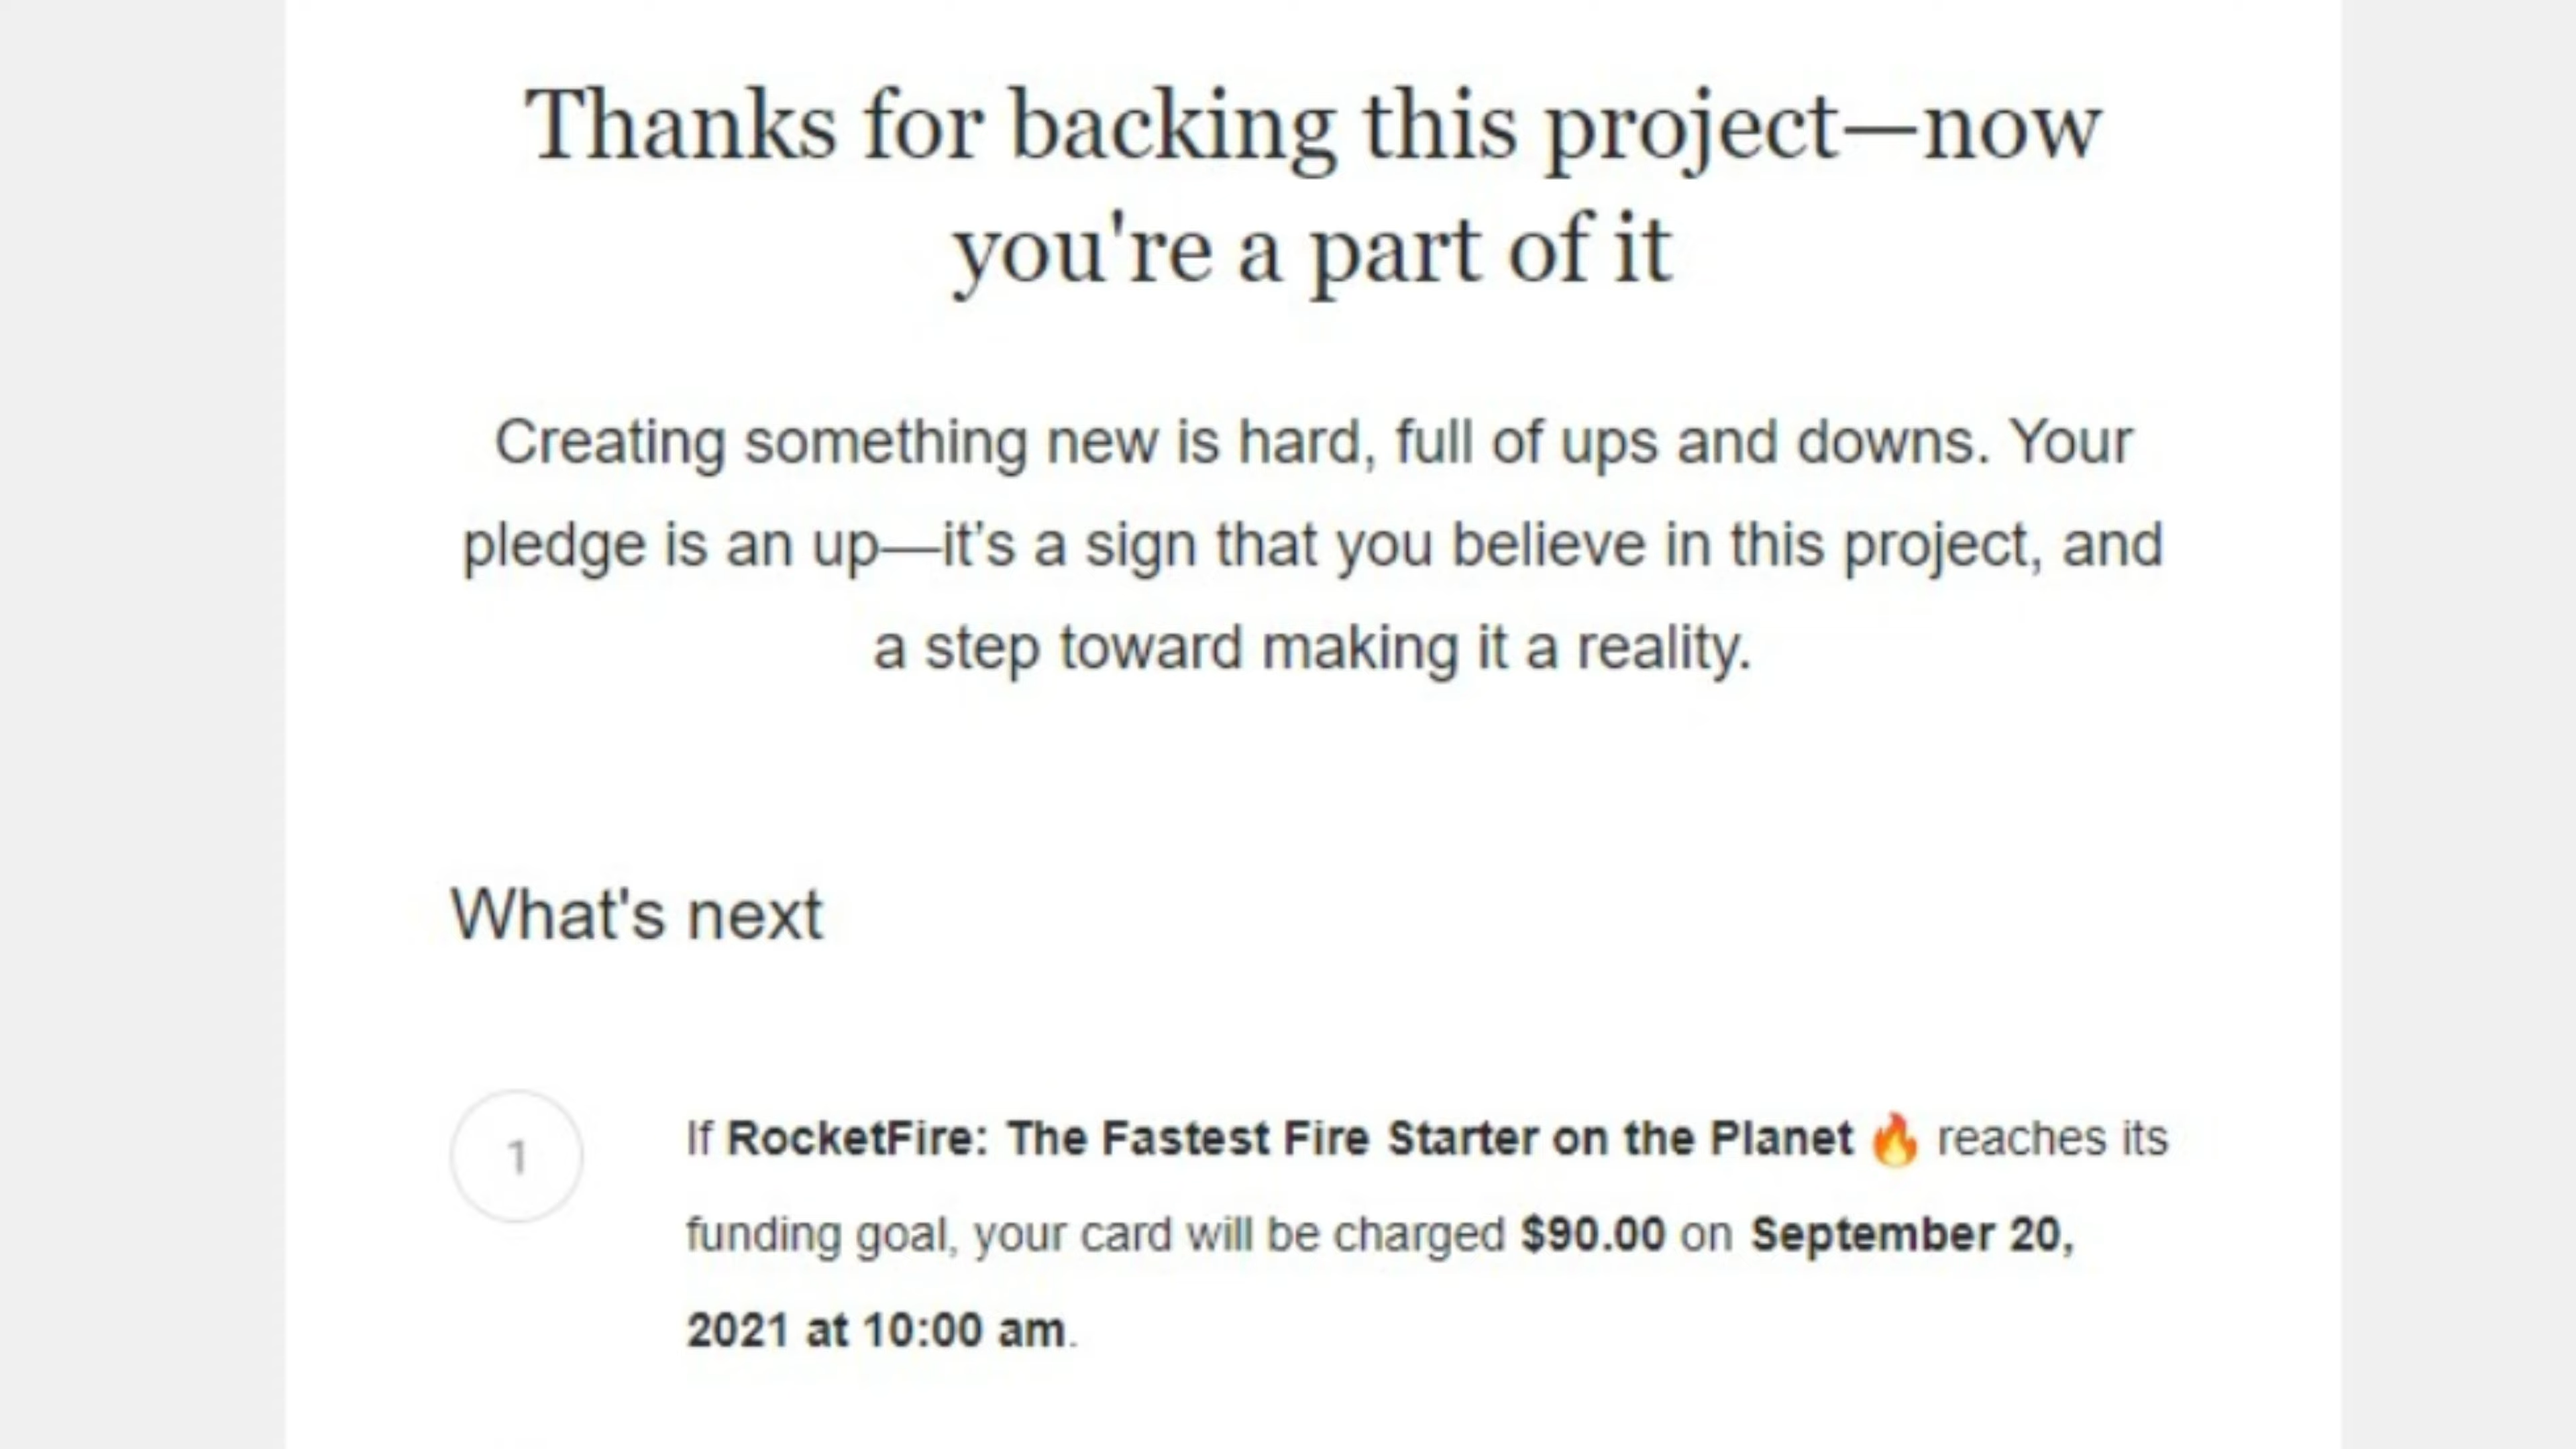 Thanks for backing this project—now
you're a part of it
Creating something new is hard, full of ups and downs. Your
pledge is an up—it's a sign that you believe in this project, and
a step toward making it a reality.
What's next
1
If RocketFire: The Fastest Fire Starter on the Planet 🔥 reaches its
funding goal, your card will be charged $90.00 on September 20,
2021 at 10:00 am.